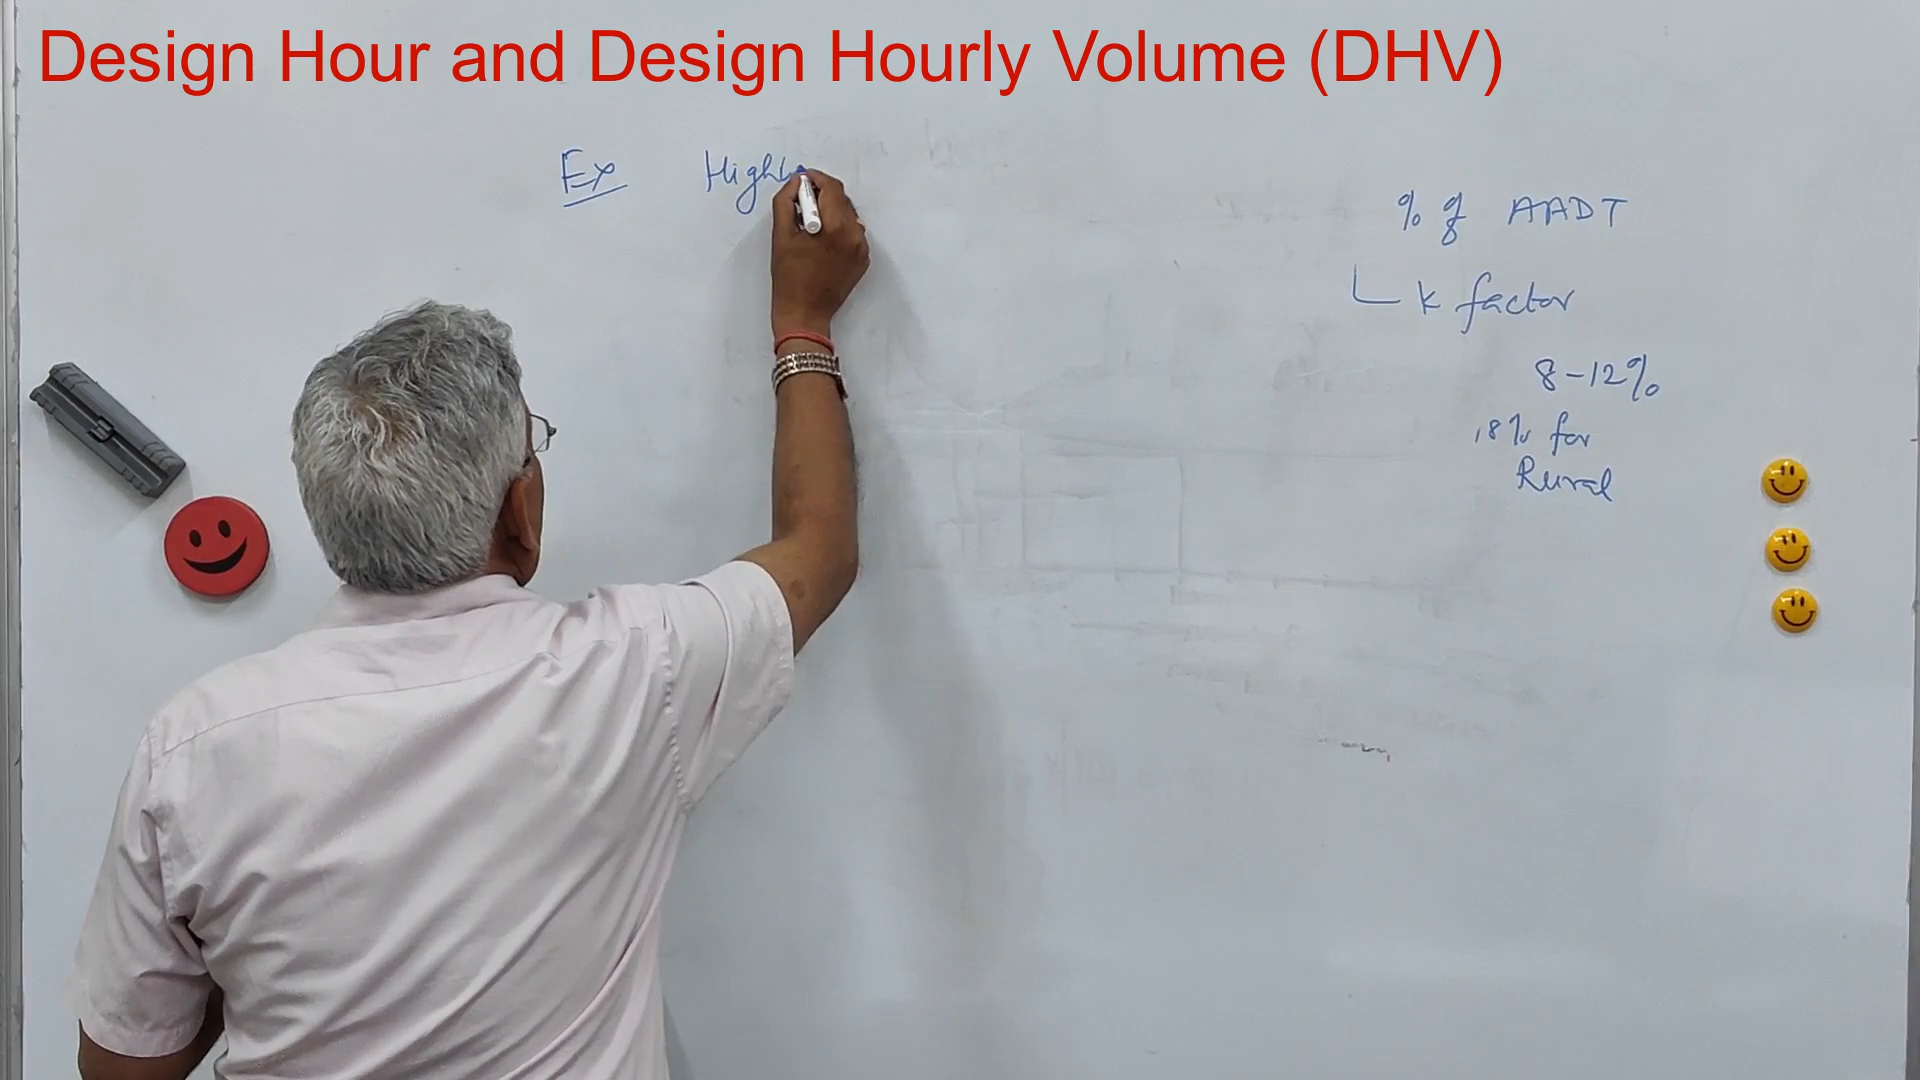 Design Hour and Design Hourly Volume (DHV)
Ex
% of AADT
K factor
8-12%
18% for
Rural